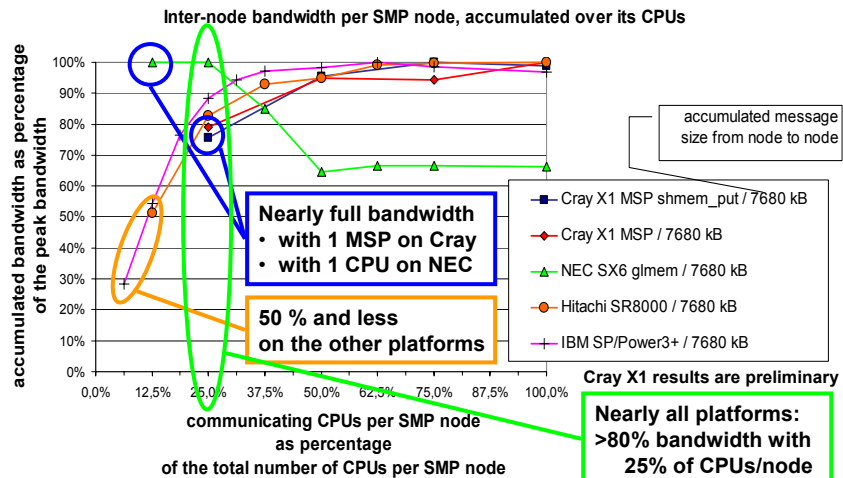 Inter-node bandwidth per SMP node, accumulated over its CPUs
accumulated bandwidth as percentage
of the peak bandwidth
100%
90%
80%
70%
60%
50%
40%
30%
20%
10%
0%
0,0%
12,5%
25,0%
37,5%
50,0%
62,5%
75,0%
87,5%
100,0%
communicating CPUs per SMP node
as percentage
of the total number of CPUs per SMP node
Nearly full bandwidth
• with 1 MSP on Cray
• with 1 CPU on NEC
50 % and less
on the other platforms
accumulated message
size from node to node
Cray X1 MSP shmem_put / 7680 kB
Cray X1 MSP / 7680 kB
NEC SX6 glmem / 7680 kB
Hitachi SR8000 / 7680 kB
IBM SP/Power3+ / 7680 kB
Cray X1 results are preliminary
Nearly all platforms:
>80% bandwidth with
25% of CPUs/node